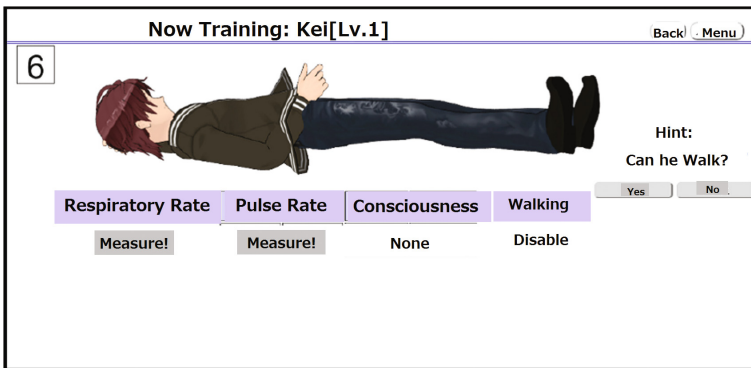 Now Training: Kei[Lv.1]
Back Menu
6
Hint:
Can he Walk?
Yes No
Respiratory Rate Pulse Rate Consciousness Walking
Measure! Measure! None Disable